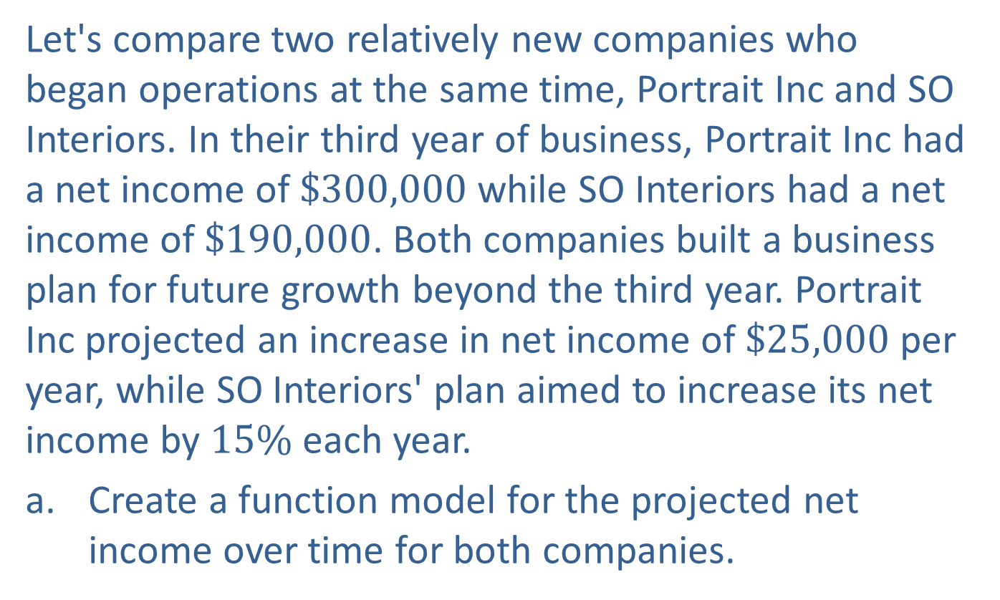 Let's compare two relatively new companies who
began operations at the same time, Portrait Inc and SO
Interiors. In their third year of business, Portrait Inc had
a net income of $300,000 while SO Interiors had a net
income of $190,000. Both companies built a business
plan for future growth beyond the third year. Portrait
Inc projected an increase in net income of $25,000 per
year, while SO Interiors' plan aimed to increase its net
income by 15% each year.
a. Create a function model for the projected net
income over time for both companies.